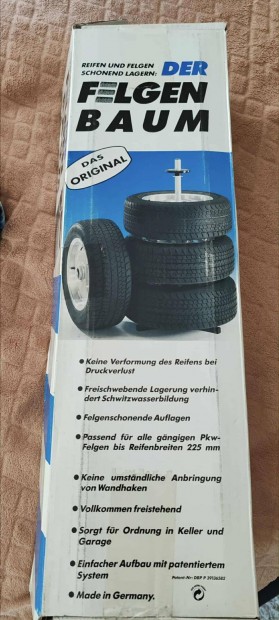 REIFEN UND FELGEN
SCHONEND LAGERN: DER
FELGEN
BAUM
DAS
ORIGINAL
• Keine Verformung des Reifens bei
Druckverlust
• Freischwebende Lagerung verhin-
dert Schwitzwasserbildung
• Felgenschonende Auflagen
• Passend für alle gängigen Pkw-
Felgen bis Reifenbreiten 225 mm
• Keine umständliche Anbringung
von Wandhaken
• Vollkommen freistehend
• Sorgt für Ordnung in Keller und
Garage
• Einfacher Aufbau mit patentiertem
System
• Made in Germany.